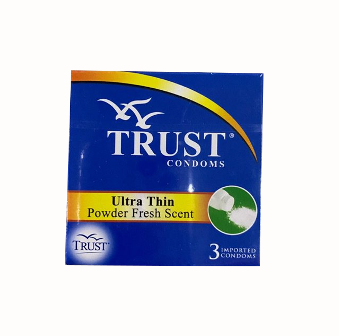 TRUST®
CONDOMS
Ultra Thin
Powder Fresh Scent
TRUST
3 IMPORTED
CONDOMS